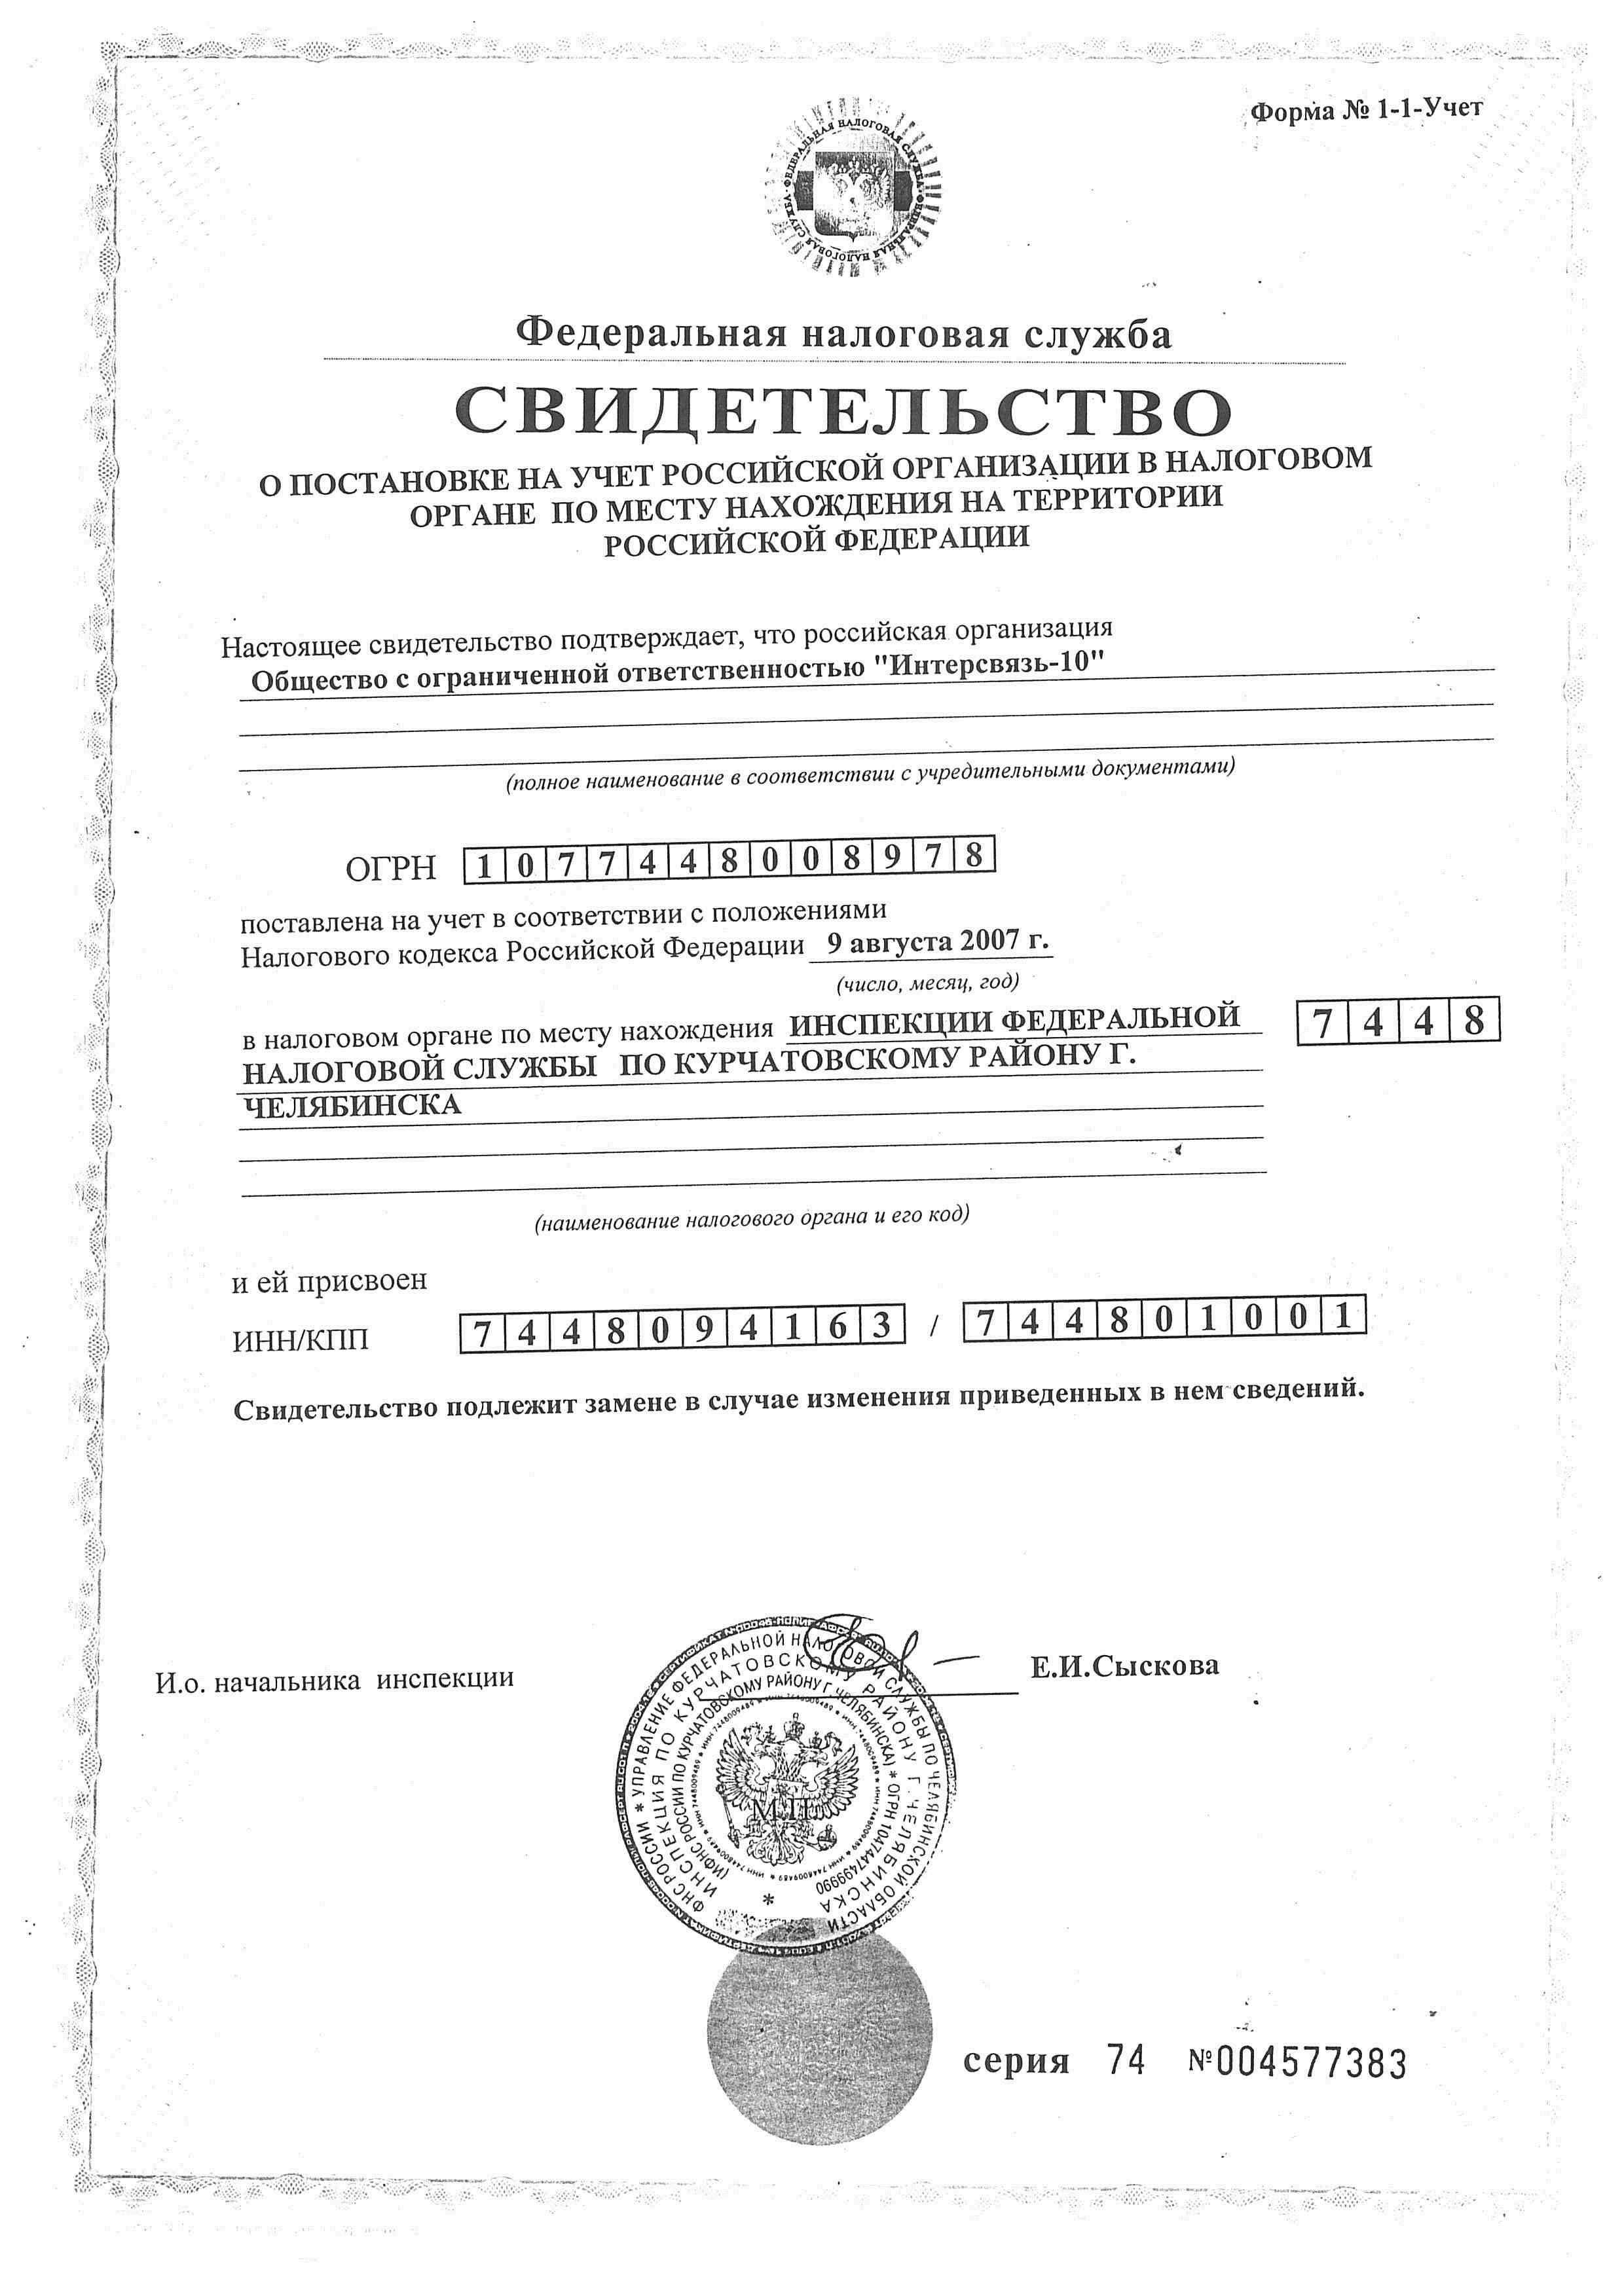 Форма № 1-1-Учет
ФЕДЕРАЛЬНАЯ НАЛОГОВАЯ СЛУЖБА • ФЕДЕРАЛЬНАЯ НАЛОГОВАЯ СЛУЖБА •
Федеральная налоговая служба
СВИДЕТЕЛЬСТВО
О ПОСТАНОВКЕ НА УЧЕТ РОССИЙСКОЙ ОРГАНИЗАЦИИ В НАЛОГОВОМ
ОРГАНЕ ПО МЕСТУ НАХОЖДЕНИЯ НА ТЕРРИТОРИИ
РОССИЙСКОЙ ФЕДЕРАЦИИ
Настоящее свидетельство подтверждает, что российская организация
Общество с ограниченной ответственностью "Интерсвязь-10"
(полное наименование в соответствии с учредительными документами)
ОГРН 1077448008978
поставлена на учет в соответствии с положениями
Налогового кодекса Российской Федерации 9 августа 2007 г.
(число, месяц, год)
в налоговом органе по месту нахождения ИНСПЕКЦИИ ФЕДЕРАЛЬНОЙ 7448
НАЛОГОВОЙ СЛУЖБЫ ПО КУРЧАТОВСКОМУ РАЙОНУ Г.
ЧЕЛЯБИНСКА
(наименование налогового органа и его код)
и ей присвоен
ИНН/КПП 7448094163 / 744801001
Свидетельство подлежит замене в случае изменения приведенных в нем сведений.
И.о. начальника инспекции Е.И.Сыскова
ФНС РОССИИ * УПРАВЛЕНИЕ ФЕДЕРАЛЬНОЙ НАЛОГОВОЙ СЛУЖБЫ ПО ЧЕЛЯБИНСКОЙ ОБЛАСТИ
ИНСПЕКЦИЯ ПО КУРЧАТОВСКОМУ РАЙОНУ Г. ЧЕЛЯБИНСКА
(ИФНС РОССИИ ПО КУРЧАТОВСКОМУ РАЙОНУ Г. ЧЕЛЯБИНСКА) * ОГРН 1047447499990
ИНН 7448009489
М.П.
серия 74 №004577383